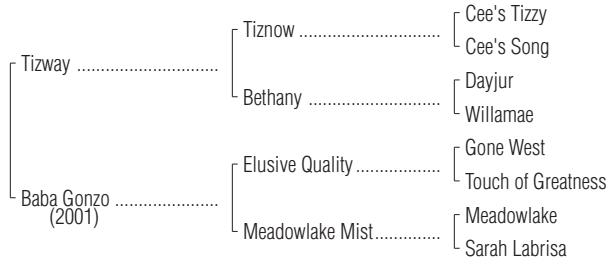 Cee's Tizzy
Tiznow ................................
Cee's Song
Tizway ................................
Dayjur
Bethany ..............................
Willamae
Gone West
Elusive Quality ....................
Touch of Greatness
Baba Gonzo .......................
(2001)
Meadowlake
Meadowlake Mist...............
Sarah Labrisa